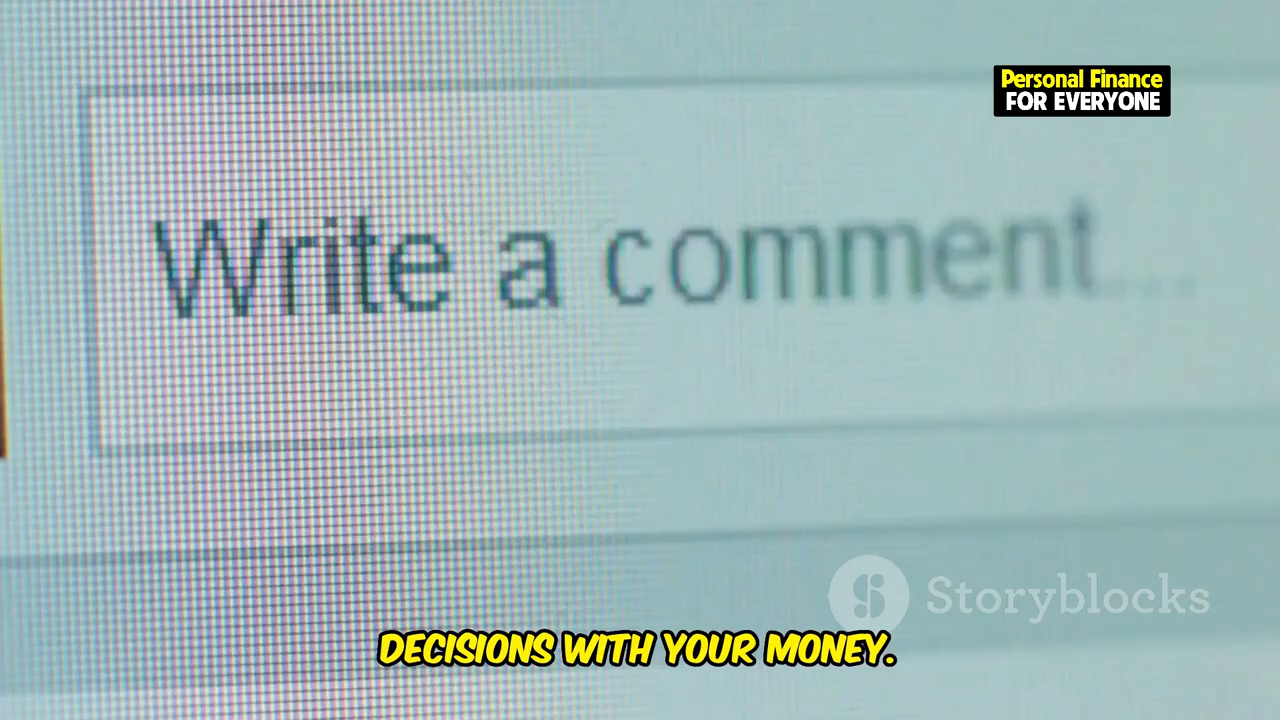 Personal Finance
FOR EVERYONE
Write a comment...
Storyblocks
DECISIONS WITH YOUR MONEY.